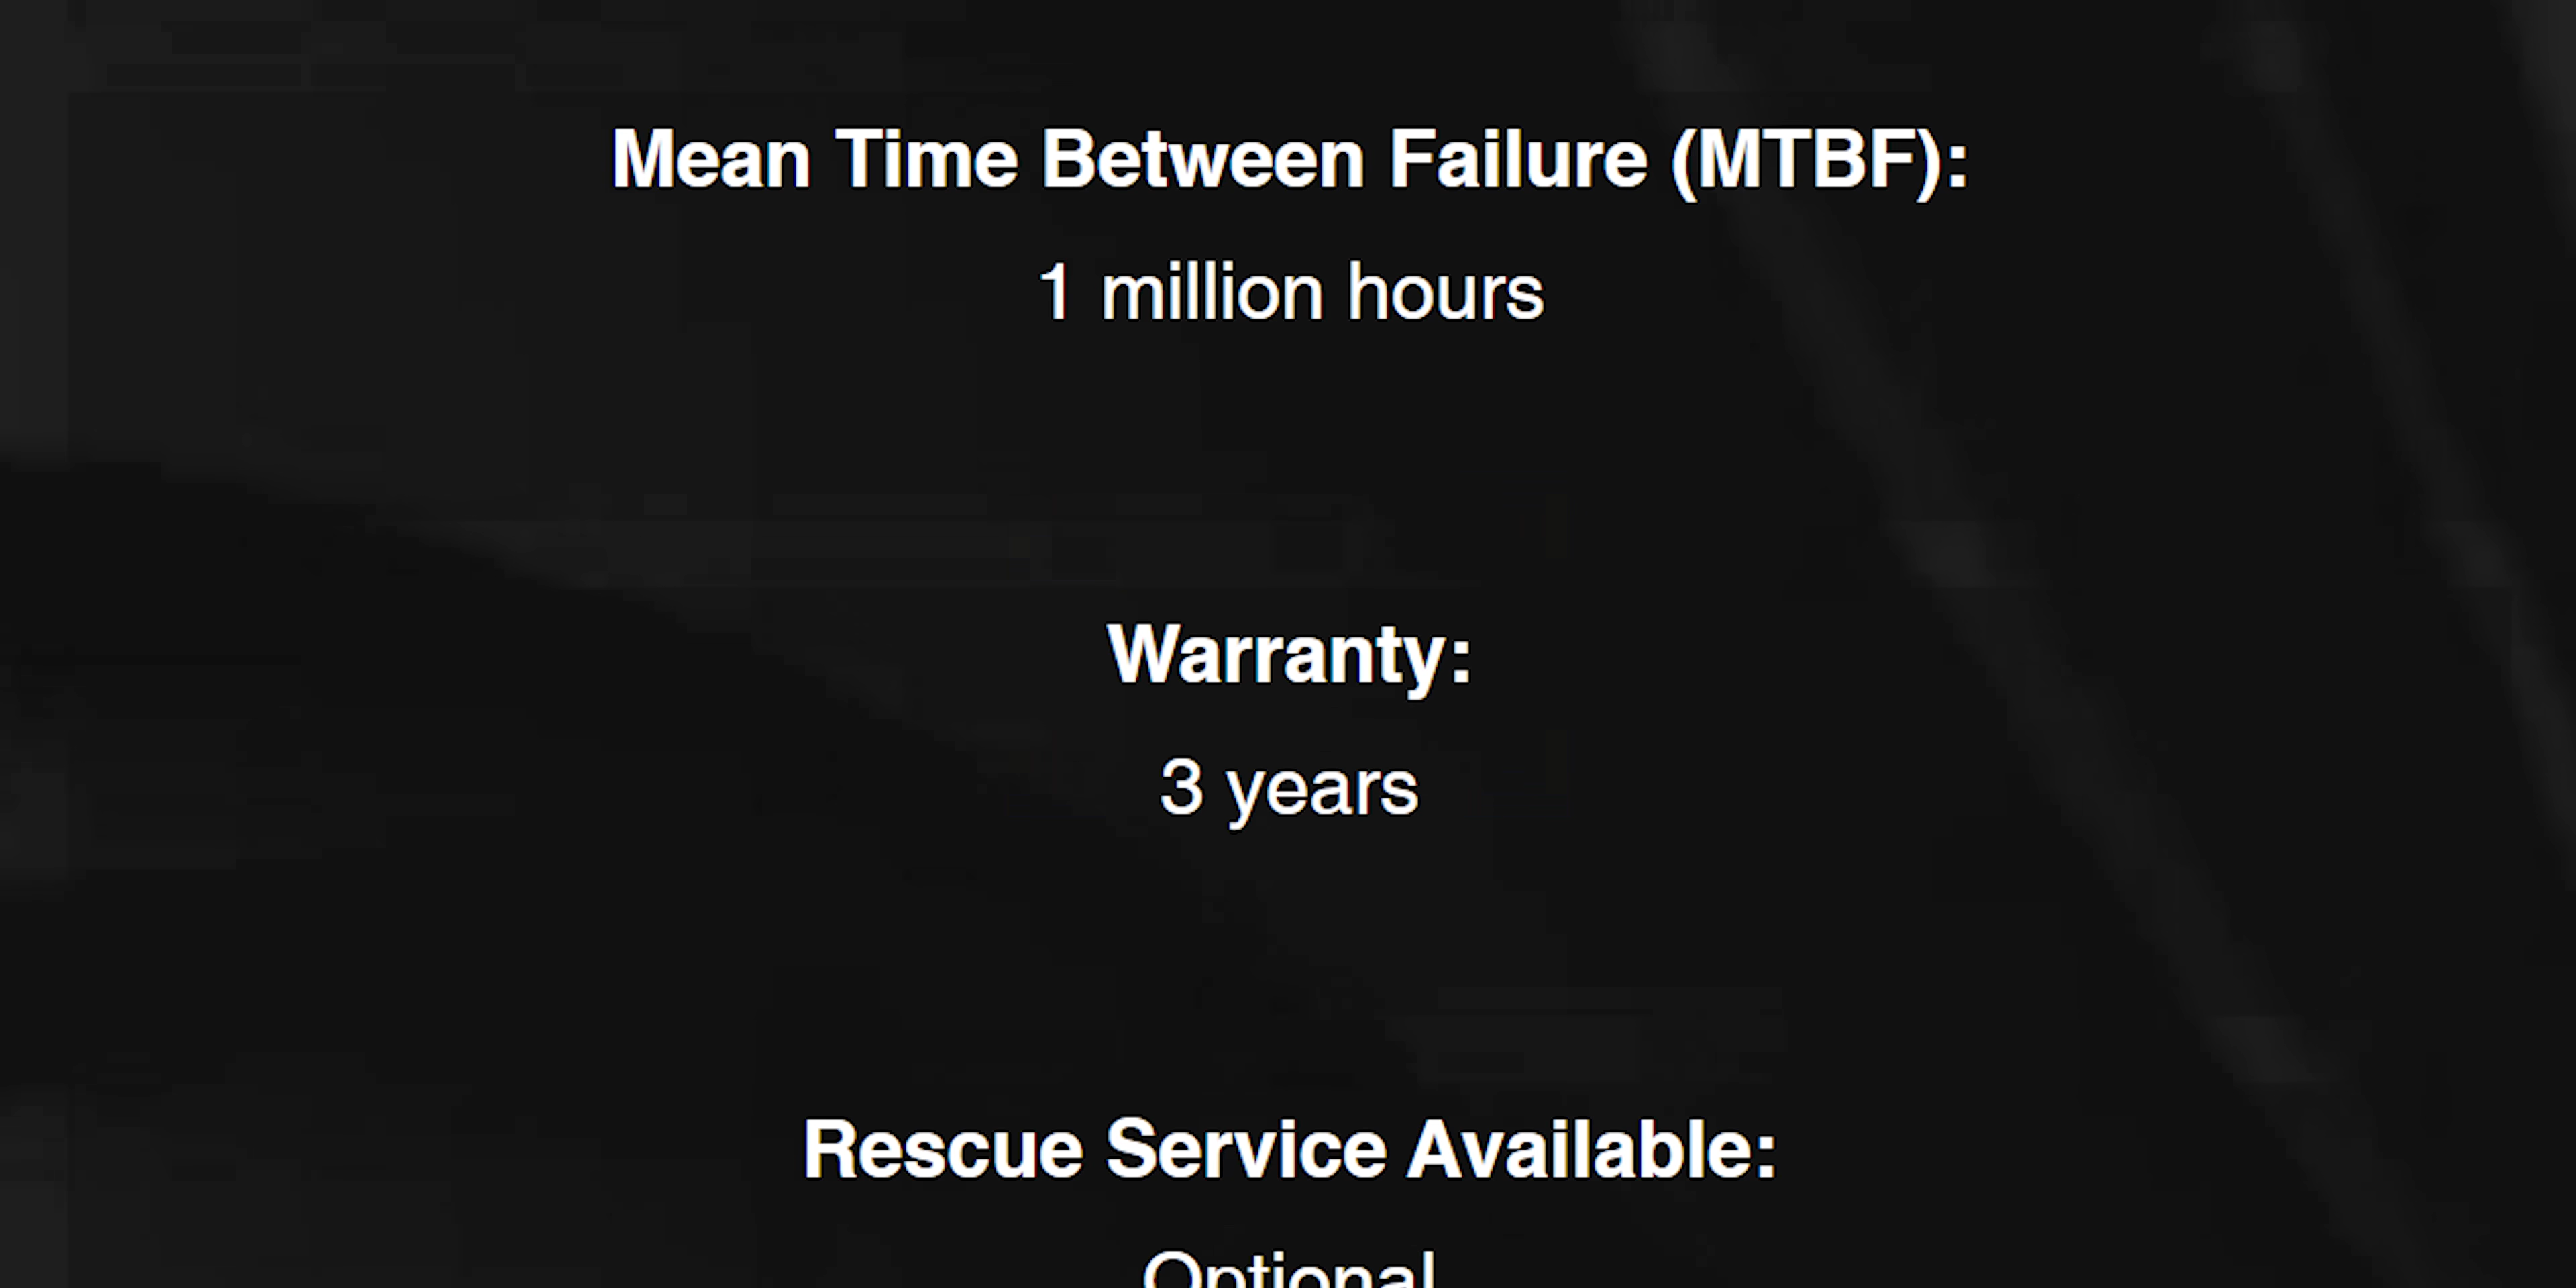 Mean Time Between Failure (MTBF):
1 million hours
Warranty:
3 years
Rescue Service Available:
Optional